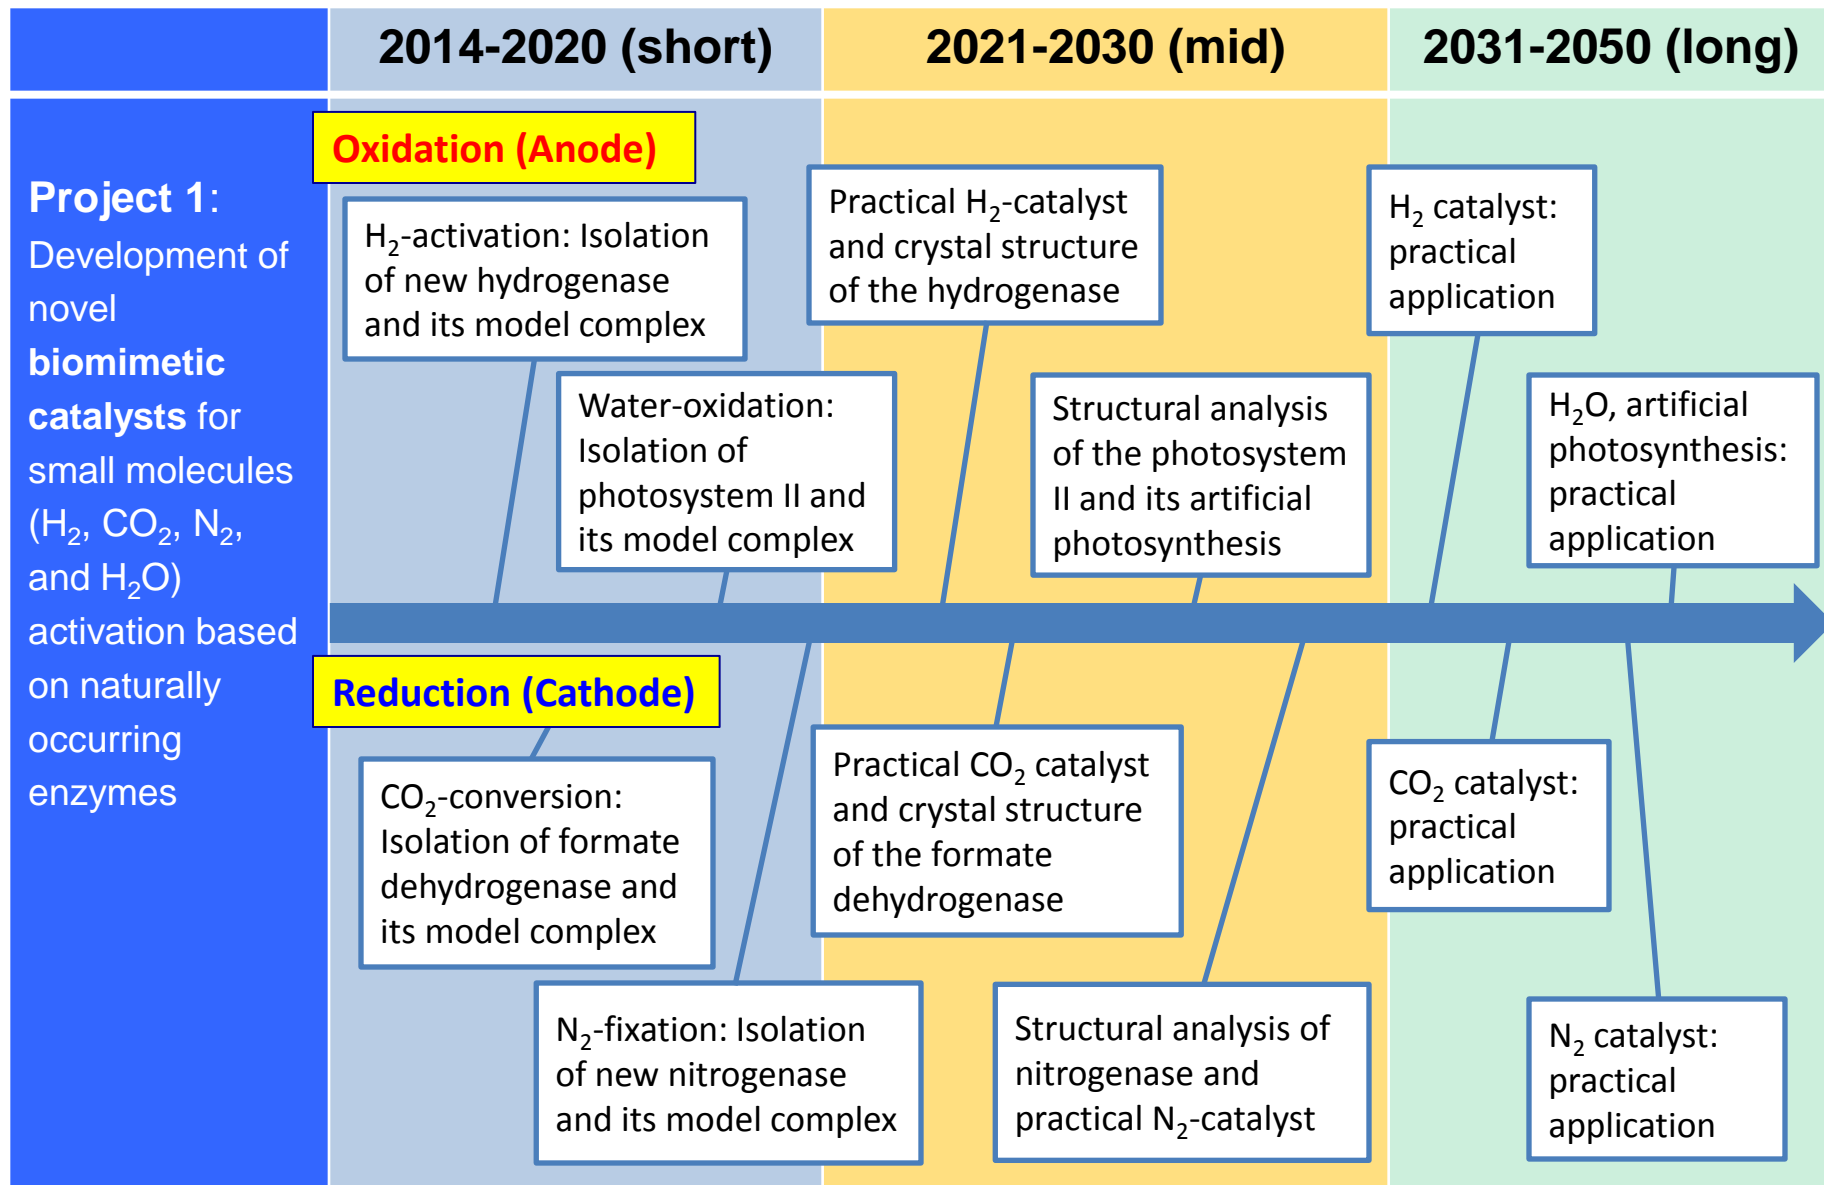 2014-2020 (short)
2021-2030 (mid)
2031-2050 (long)
Project 1:
Development of
novel
biomimetic
catalysts for
small molecules
(H₂, CO₂, N₂,
and H₂O)
activation based
on naturally
occurring
enzymes
Oxidation (Anode)
H₂-activation: Isolation
of new hydrogenase
and its model complex
Water-oxidation:
Isolation of
photosystem II and
its model complex
Practical H₂-catalyst
and crystal structure
of the hydrogenase
Structural analysis
of the photosystem
II and its artificial
photosynthesis
H₂ catalyst:
practical
application
H₂O, artificial
photosynthesis:
practical
application
Reduction (Cathode)
CO₂-conversion:
Isolation of formate
dehydrogenase and
its model complex
N₂-fixation: Isolation
of new nitrogenase
and its model complex
Practical CO₂ catalyst
and crystal structure
of the formate
dehydrogenase
Structural analysis of
nitrogenase and
practical N₂-catalyst
CO₂ catalyst:
practical
application
N₂ catalyst:
practical
application